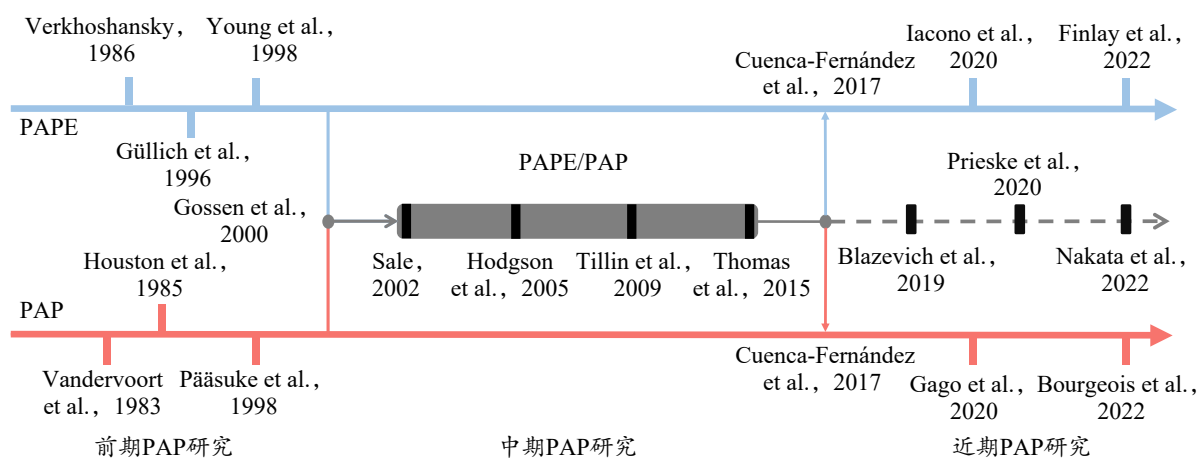 Verkhoshansky,
1986
Young et al.,
1998
Cuenca-Fernández
et al., 2017
Iacono et al.,
2020
Finlay et al.,
2022
PAPE
Güllich et al.,
1996
PAPE/PAP
Prieske et al.,
2020
Gossen et al.,
2000
Sale,
2002
Hodgson
et al., 2005
Tillin et al.,
2009
Thomas
et al., 2015
Blazevich et al.,
2019
Nakata et al.,
2022
Houston et al.,
1985
PAP
Vandervoort
et al., 1983
Pääsuke et al.,
1998
Cuenca-Fernández
et al., 2017
Gago et al.,
2020
Bourgeois et al.,
2022
前期PAP研究
中期PAP研究
近期PAP研究